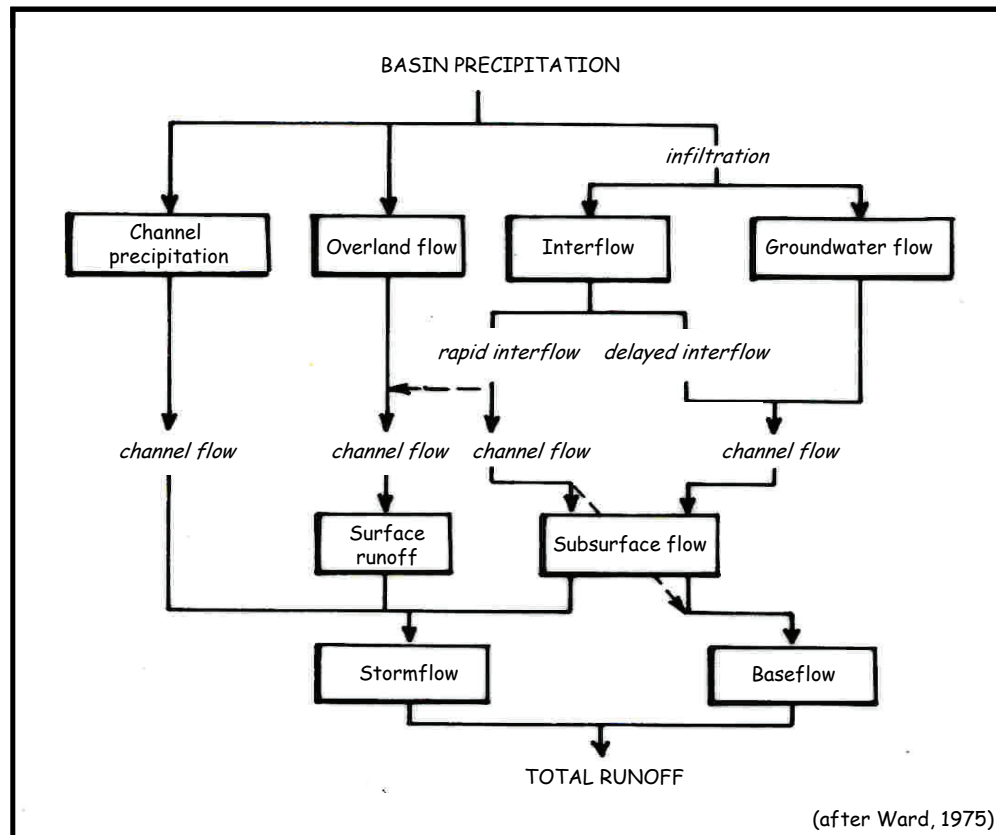 BASIN PRECIPITATION
infiltration
Channel
precipitation
Overland flow
Interflow
Groundwater flow
rapid interflow
delayed interflow
channel flow
channel flow
channel flow
channel flow
Surface
runoff
Subsurface flow
Stormflow
Baseflow
TOTAL RUNOFF
(after Ward, 1975)